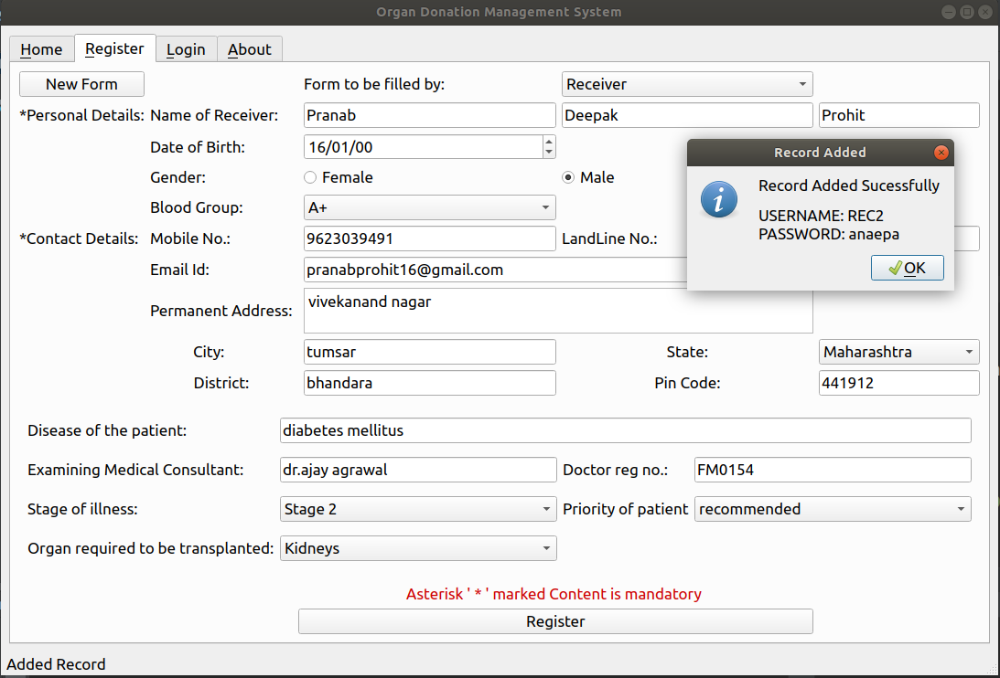 Organ Donation Management System
Home Register Login About
New Form Form to be filled by: Receiver
*Personal Details: Name of Receiver: Pranab Deepak Prohit
Date of Birth: 16/01/00
Gender: Female Male
Blood Group: A+
*Contact Details: Mobile No.: 9623039491 LandLine No.:
Email Id: pranabprohit16@gmail.com
Permanent Address: vivekanand nagar
City: tumsar State: Maharashtra
District: bhandara Pin Code: 441912
Disease of the patient: diabetes mellitus
Examining Medical Consultant: dr.ajay agrawal Doctor reg no.: FM0154
Stage of illness: Stage 2 Priority of patient recommended
Organ required to be transplanted: Kidneys
Asterisk ' * ' marked Content is mandatory
Register
Added Record
Record Added
Record Added Sucessfully
USERNAME: REC2
PASSWORD: anaepa
OK